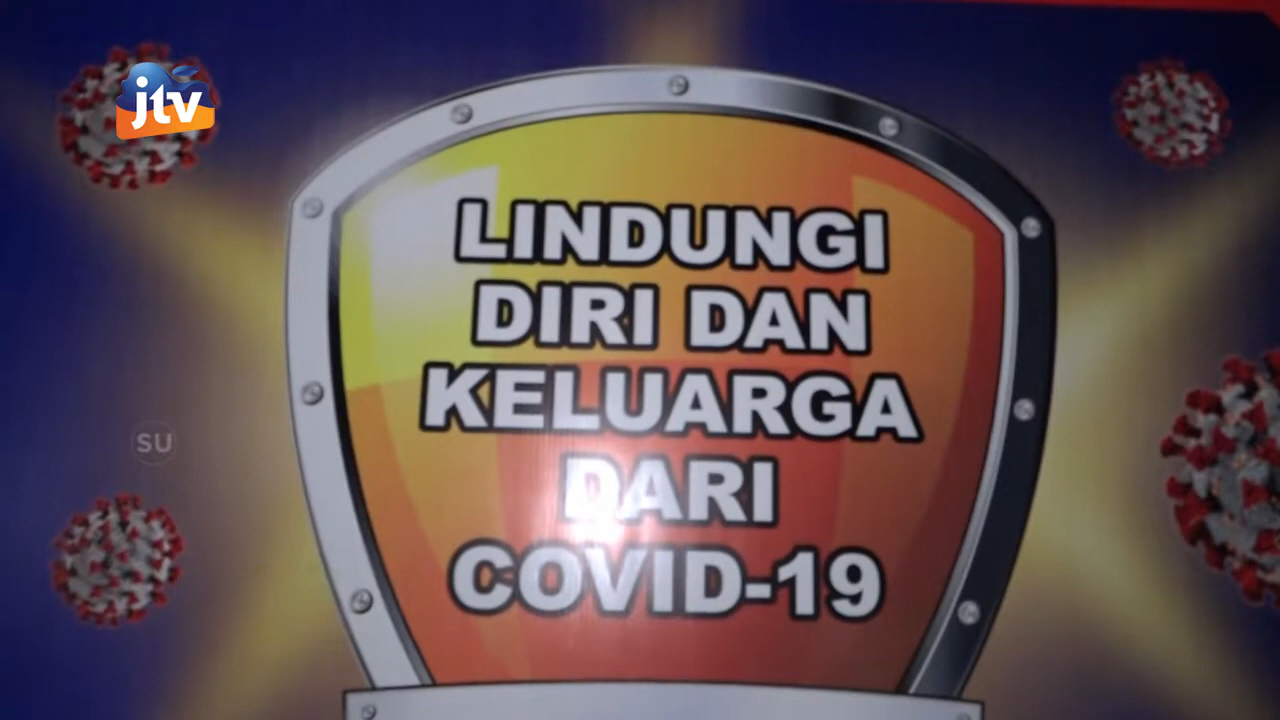 jtv
LINDUNGI
DIRI DAN
KELUARGA
DARI
COVID-19
SU